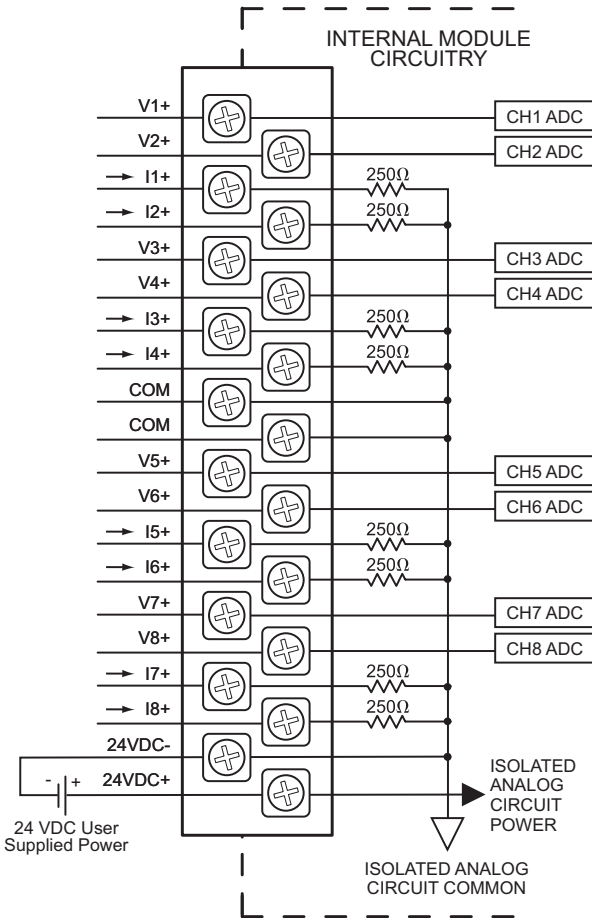 INTERNAL MODULE
CIRCUITRY
V1+
CH1 ADC
V2+
CH2 ADC
I1+
250Ω
I2+
250Ω
V3+
CH3 ADC
V4+
CH4 ADC
I3+
250Ω
I4+
250Ω
COM
COM
V5+
CH5 ADC
V6+
CH6 ADC
I5+
250Ω
I6+
250Ω
V7+
CH7 ADC
V8+
CH8 ADC
I7+
250Ω
I8+
250Ω
24VDC-
- + 24VDC+
24 VDC User
Supplied Power
ISOLATED
ANALOG
CIRCUIT
POWER
ISOLATED ANALOG
CIRCUIT COMMON